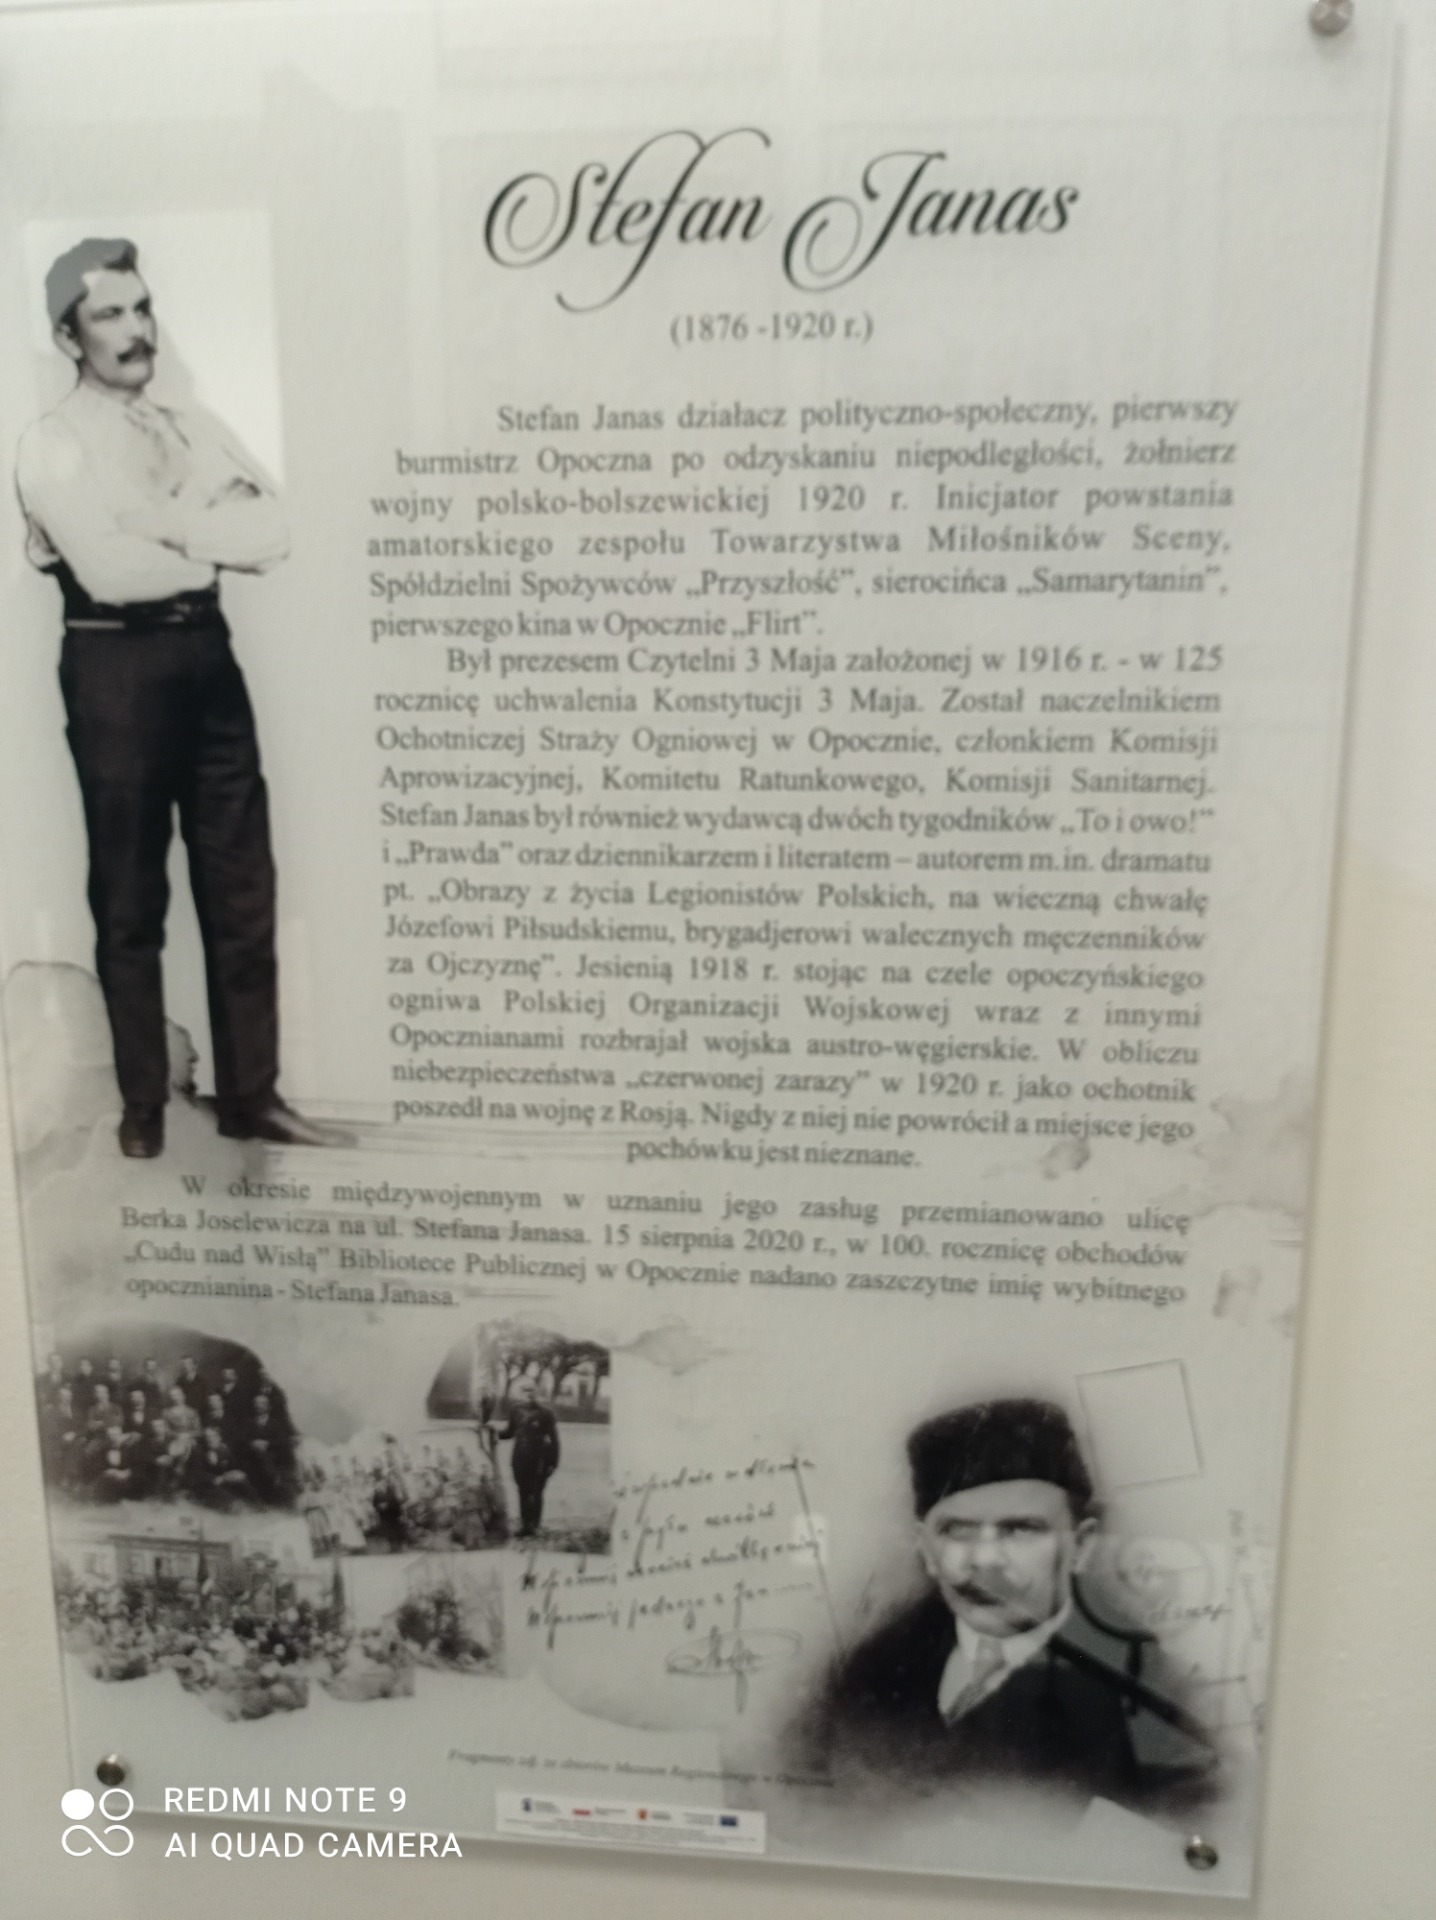 Stefan Janas
(1876 -1920 r.)
Stefan Janas działacz polityczno-społeczny, pierwszy
burmistrz Opoczna po odzyskaniu niepodległości, żołnierz
wojny polsko-bolszewickiej 1920 r. Inicjator powstania
amatorskiego zespołu Towarzystwa Miłośników Sceny,
Spółdzielni Spożywców „Przyszłość”, sierocińca „Samarytanin”,
pierwszego kina w Opocznie „Flirt”.
Był prezesem Czytelni 3 Maja założonej w 1916 r. - w 125
rocznicę uchwalenia Konstytucji 3 Maja. Został naczelnikiem
Ochotniczej Straży Ogniowej w Opocznie, członkiem Komisji
Aprowizacyjnej, Komitetu Ratunkowego, Komisji Sanitarnej.
Stefan Janas był również wydawcą dwóch tygodników „To i owo!”
i „Prawda” oraz dziennikarzem i literatem – autorem m.in. dramatu
pt. „Obrazy z życia Legionistów Polskich, na wieczną chwałę
Józefowi Piłsudskiemu, brygadjerowi walecznych męczenników
za Ojczyznę”. Jesienią 1918 r. stojąc na czele opoczyńskiego
ogniwa Polskiej Organizacji Wojskowej wraz z innymi
Opocznianami rozbrajał wojska austro-węgierskie. W obliczu
niebezpieczeństwa „czerwonej zarazy” w 1920 r. jako ochotnik
poszedł na wojnę z Rosją. Nigdy z niej nie powrócił a miejsce jego
pochówku jest nieznane.
W okresie międzywojennym w uznaniu jego zasług przemianowano ulicę
Berka Joselewicza na ul. Stefana Janasa. 15 sierpnia 2020 r., w 100. rocznicę obchodów
„Cudu nad Wisłą” Bibliotece Publicznej w Opocznie nadano zaszczytne imię wybitnego
opocznianina - Stefana Janasa.
Fragmenty zdj. ze zbiorów Muzeum Regionalnego w Opocznie
REDMI NOTE 9
AI QUAD CAMERA